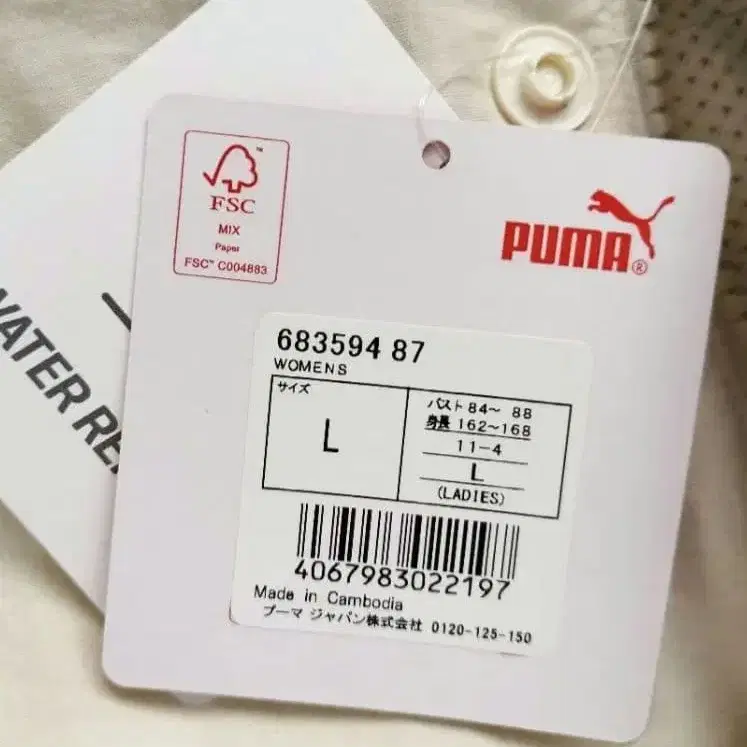 FSC
MIX
Paper
FSC™ C004883
PUMA®
683594 87
WOMENS
サイズ
L
バスト 84〜 88
身長 162〜168
11-4
L
(LADIES)
4067983022197
Made in Cambodia
プーマ ジャパン株式会社 0120-125-150
WATER RE